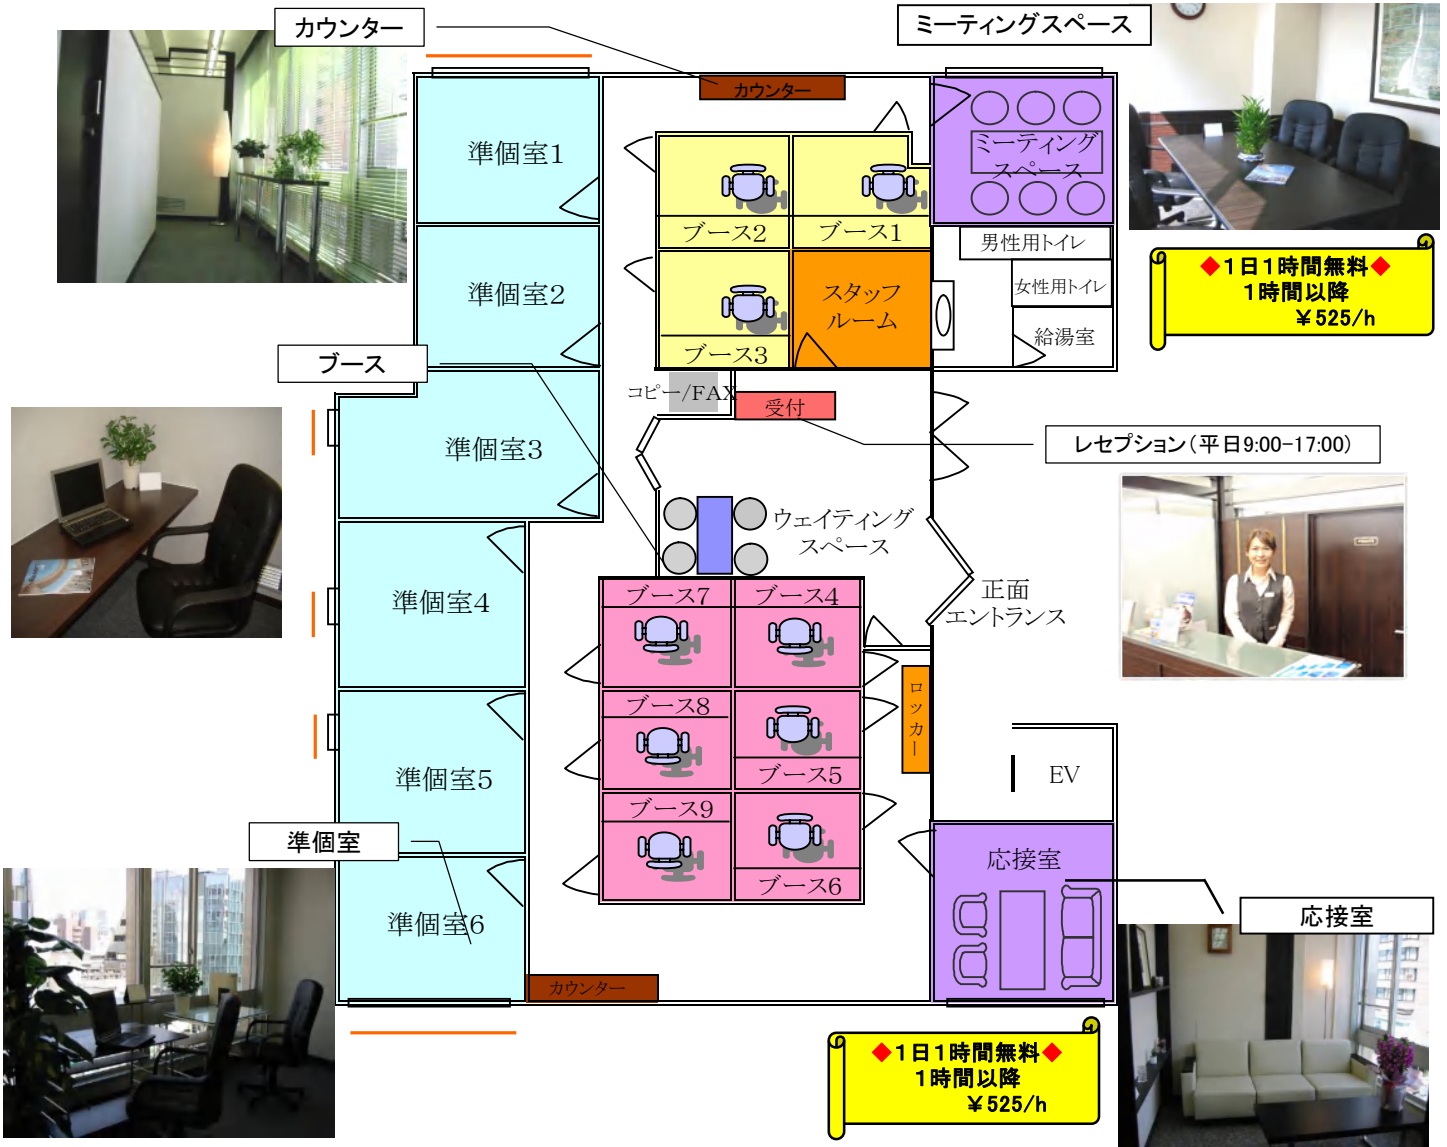 カウンター
ミーティングスペース
カウンター
準個室1
ミーティング
スペース
ブース2
ブース1
男性用トイレ
女性用トイレ
給湯室
◆1日1時間無料◆
1時間以降
￥525/h
準個室2
スタッフ
ルーム
ブース3
ブース
コピー/FAX
受付
レセプション(平日9:00-17:00)
準個室3
ウェイティング
スペース
正面
エントランス
準個室4
ブース7
ブース4
ロッカー
ブース8
ブース5
準個室5
EV
ブース9
ブース6
準個室
応接室
準個室6
応接室
カウンター
◆1日1時間無料◆
1時間以降
￥525/h